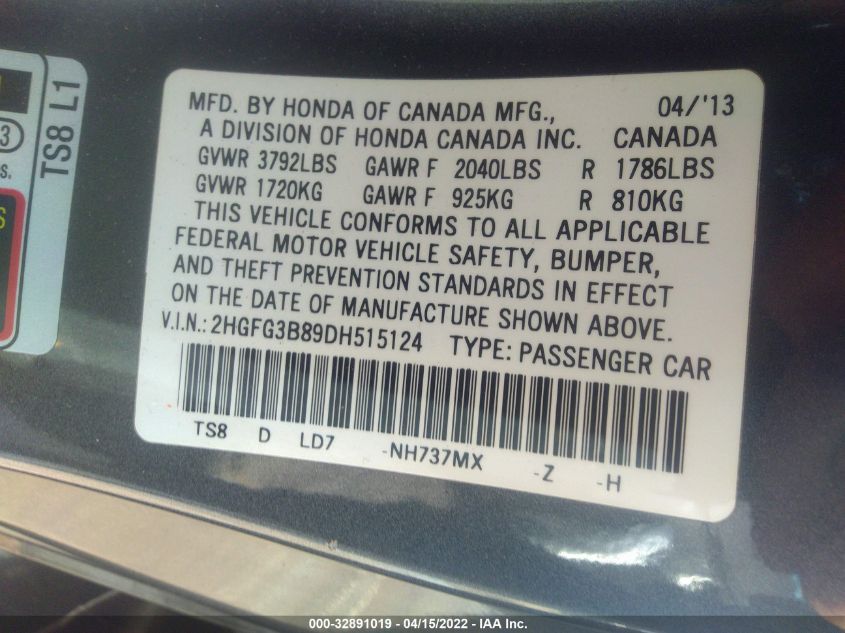 TS8 L1
3
s.
S
MFD. BY HONDA OF CANADA MFG., 04/'13
A DIVISION OF HONDA CANADA INC. CANADA
GVWR 3792LBS GAWR F 2040LBS R 1786LBS
GVWR 1720KG GAWR F 925KG R 810KG
THIS VEHICLE CONFORMS TO ALL APPLICABLE
FEDERAL MOTOR VEHICLE SAFETY, BUMPER,
AND THEFT PREVENTION STANDARDS IN EFFECT
ON THE DATE OF MANUFACTURE SHOWN ABOVE.
V.I.N.: 2HGFG3B89DH515124 TYPE: PASSENGER CAR
TS8 D LD7 -NH737MX -Z -H
000-32891019 - 04/15/2022 - IAA Inc.